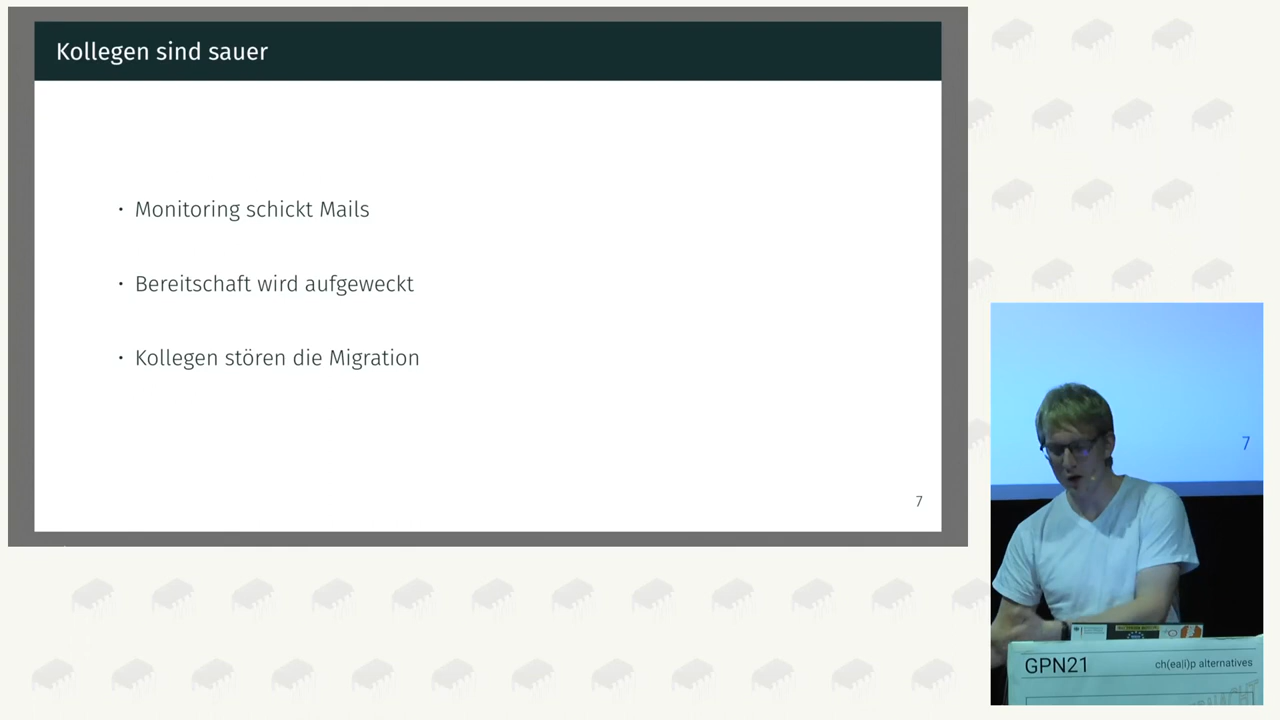 Kollegen sind sauer
• Monitoring schickt Mails
• Bereitschaft wird aufgeweckt
• Kollegen stören die Migration
7
7
GPN21
ch(ea|i)p alternatives